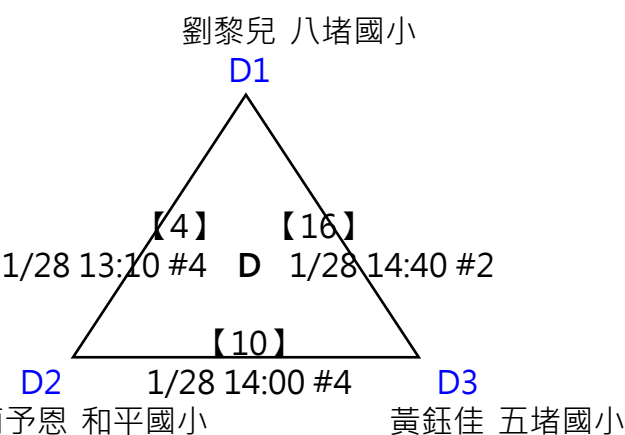 劉黎兒 八堵國小
D1
【4】 【16】
1/28 13:10 #4 D 1/28 14:40 #2
【10】
D2 1/28 14:00 #4 D3
予恩 和平國小 黃鈺佳 五堵國小